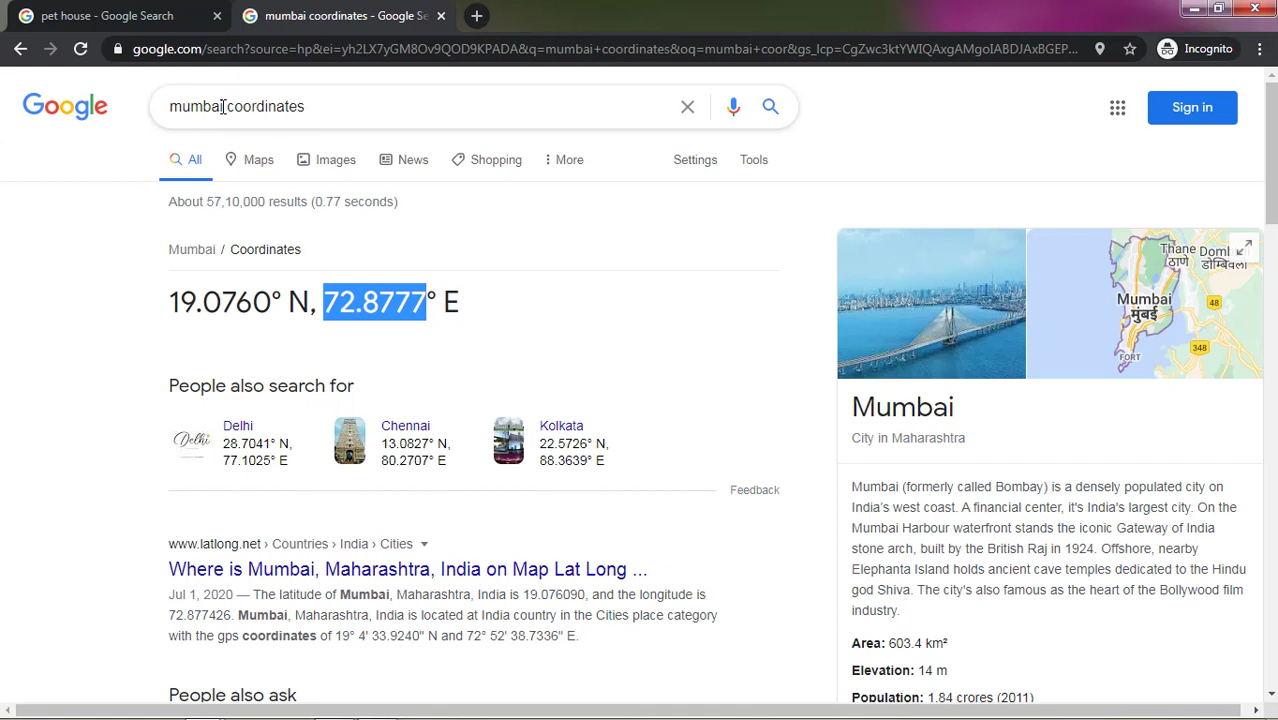 pet house - Google Search
mumbai coordinates - Google Se
google.com/search?source=hp&ei=yh2LX7yGM8Ov9QOD9KPADA&q=mumbai+coordinates&oq=mumbai+coor&gs_lcp=CgZwc3ktYWIQAxgAMgoIABDJAxBGEP...
Incognito
Google
mumbai coordinates
Sign in
All
Maps
Images
News
Shopping
More
Settings
Tools
About 57,10,000 results (0.77 seconds)
Mumbai / Coordinates
19.0760° N, 72.8777° E
People also search for
Delhi
28.7041° N,
77.1025° E
Chennai
13.0827° N,
80.2707° E
Kolkata
22.5726° N,
88.3639° E
Delhi
Feedback
www.latlong.net › Countries › India › Cities
Where is Mumbai, Maharashtra, India on Map Lat Long ...
Jul 1, 2020 — The latitude of Mumbai, Maharashtra, India is 19.076090, and the longitude is
72.877426. Mumbai, Maharashtra, India is located at India country in the Cities place category
with the gps coordinates of 19° 4' 33.9240'' N and 72° 52' 38.7336'' E.
People also ask
Thane
ठाणे
Doml
डोम्बिवली
Mumbai
मुंबई
48
348
FORT
Mumbai
City in Maharashtra
Mumbai (formerly called Bombay) is a densely populated city on
India's west coast. A financial center, it's India's largest city. On the
Mumbai Harbour waterfront stands the iconic Gateway of India
stone arch, built by the British Raj in 1924. Offshore, nearby
Elephanta Island holds ancient cave temples dedicated to the Hindu
god Shiva. The city's also famous as the heart of the Bollywood film
industry.
Area: 603.4 km²
Elevation: 14 m
Population: 1.84 crores (2011)